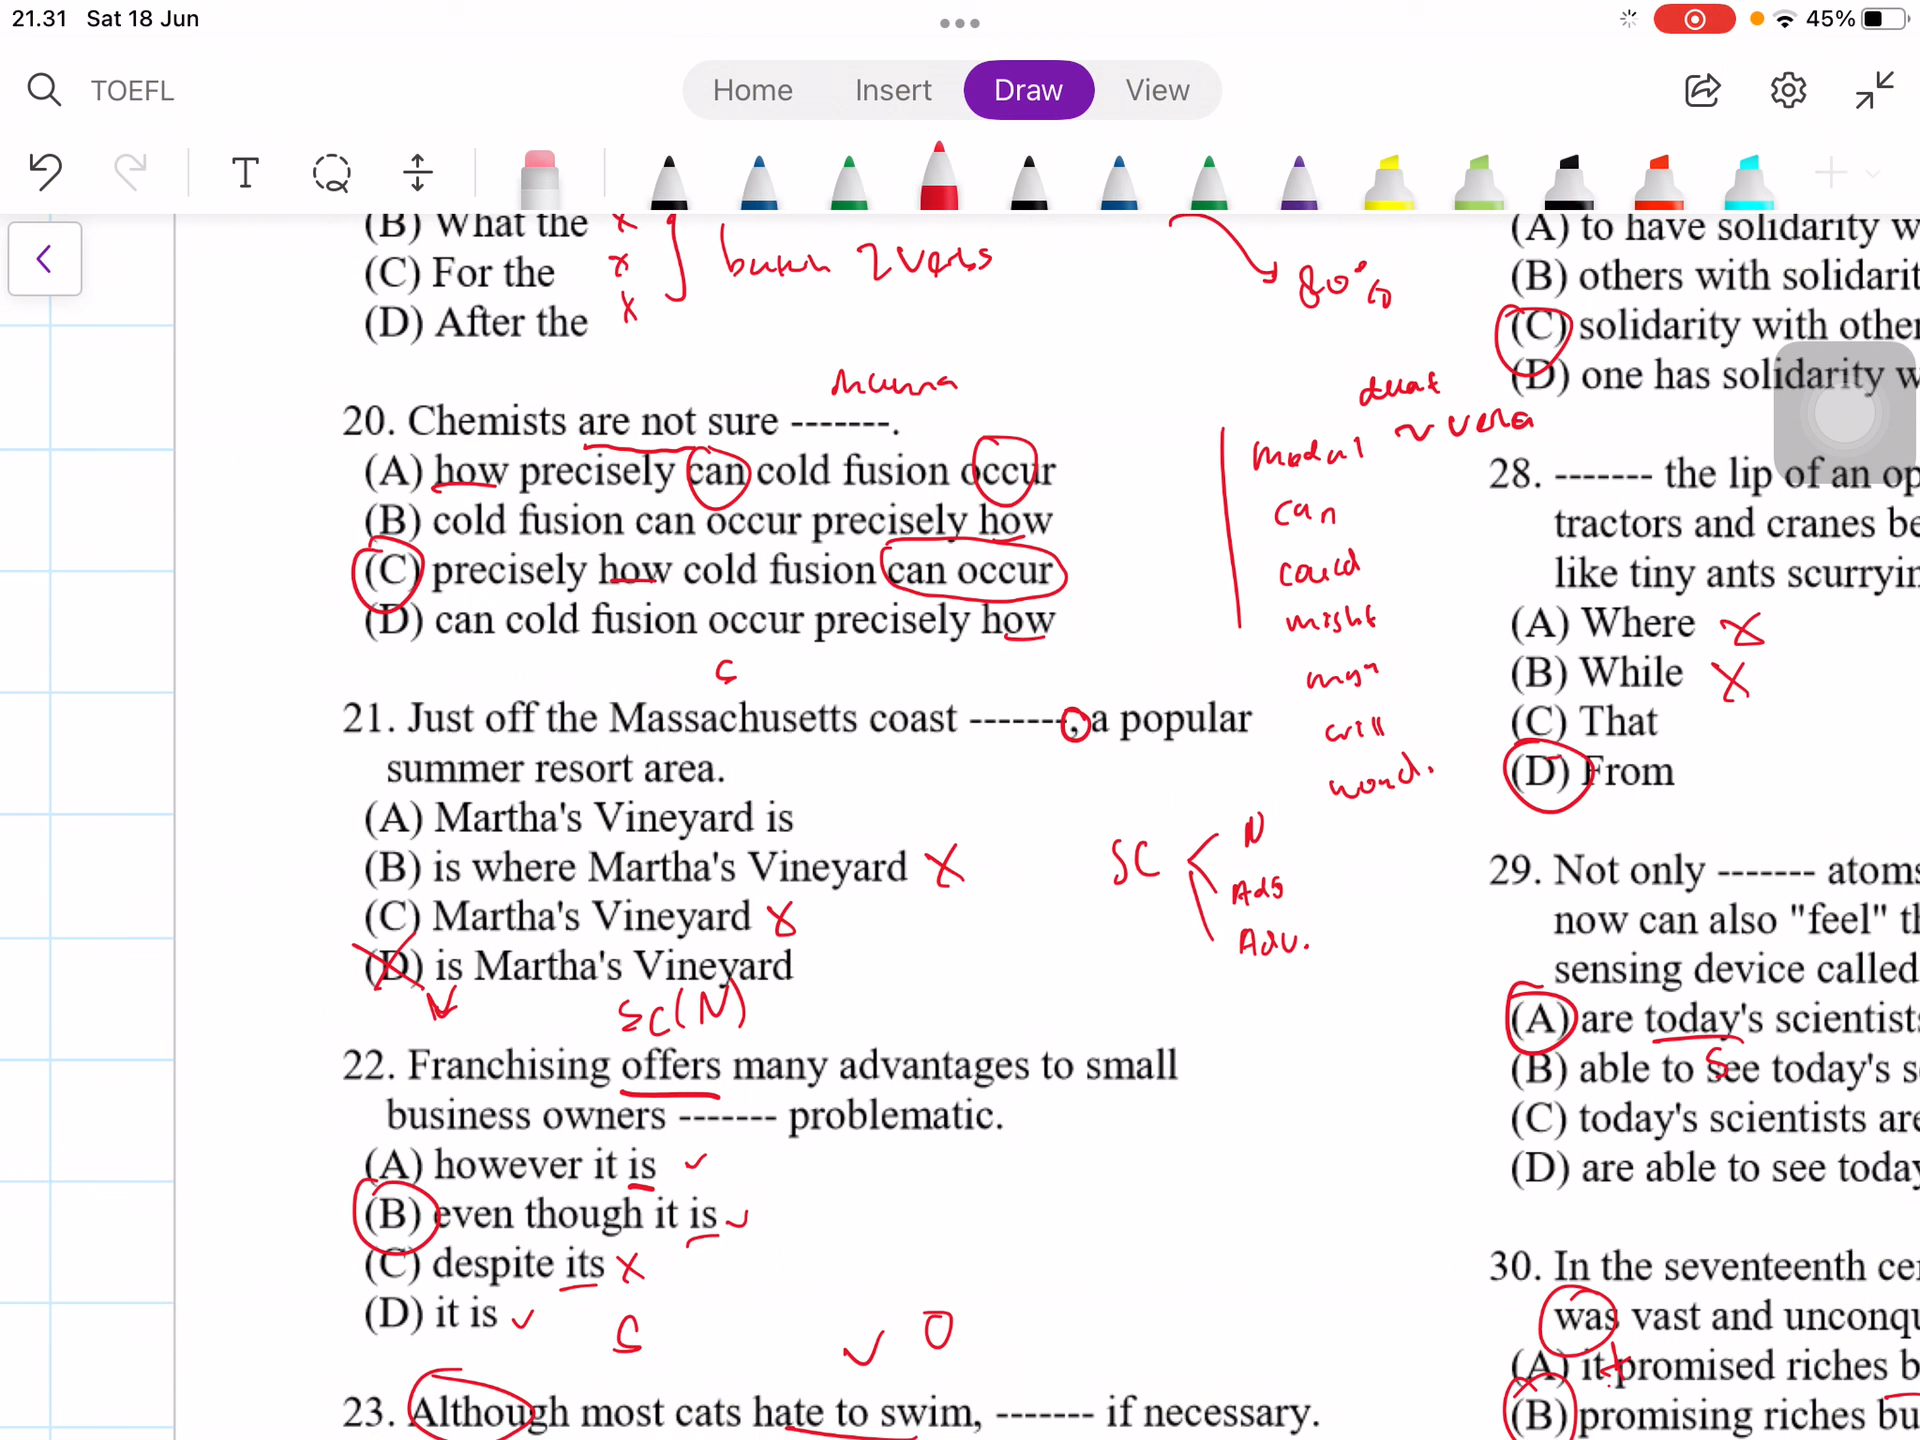 21.31 Sat 18 Jun
45%
TOEFL
Home Insert Draw View
T
(B) What the x
(C) For the x
(D) After the x
2 verbs
80%
20. Chemists are not sure -------.
(A) how precisely can cold fusion occur
(B) cold fusion can occur precisely how
(C) precisely how cold fusion can occur
(D) can cold fusion occur precisely how
S
21. Just off the Massachusetts coast -------, a popular
summer resort area.
(A) Martha's Vineyard is
(B) is where Martha's Vineyard x
(C) Martha's Vineyard x
(D) is Martha's Vineyard
V
SC (N)
22. Franchising offers many advantages to small
business owners ------- problematic.
(A) however it is ✓
(B) even though it is ✓
(C) despite its x
(D) it is ✓
S V O
23. Although most cats hate to swim, ------- if necessary.
modal
can
could
might
will
SC
N
Adj
Adv.
(A) to have solidarity w
(B) others with solidarit
(C) solidarity with other
(D) one has solidarity w
28. ------- the lip of an op
tractors and cranes be
like tiny ants scurryin
(A) Where x
(B) While x
(C) That
(D) From
29. Not only ------- atoms
now can also "feel" th
sensing device called
(A) are today's scientists
S
(B) able to see today's s
(C) today's scientists are
(D) are able to see today
30. In the seventeenth cen
was vast and unconqu
(A) it promised riches b
(B) promising riches bu